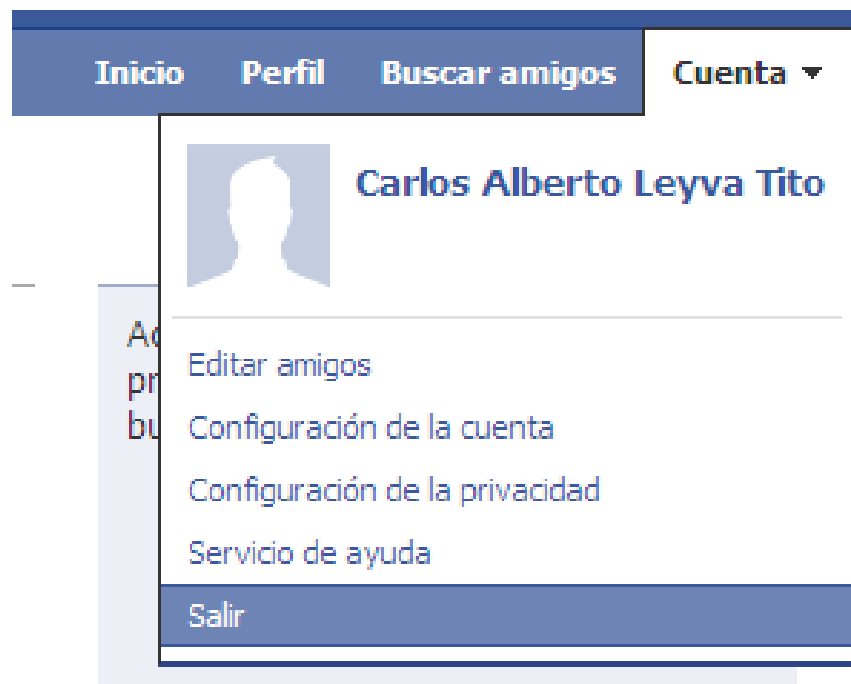 Inicio Perfil Buscar amigos Cuenta
Carlos Alberto Leyva Tito
Editar amigos
Configuración de la cuenta
Configuración de la privacidad
Servicio de ayuda
Salir